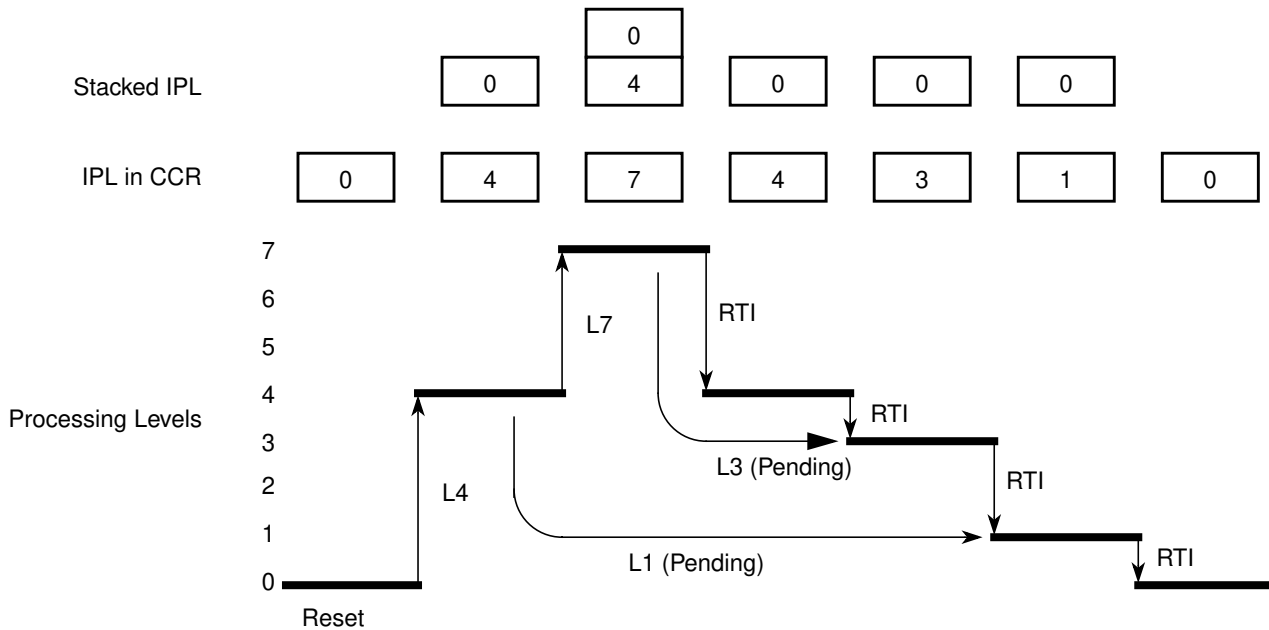 0
Stacked IPL 0 4 0 0 0
IPL in CCR 0 4 7 4 3 1 0
7
6
L7 RTI
5
4
Processing Levels RTI
3
L3 (Pending)
2 L4 RTI
1
L1 (Pending) RTI
0
Reset